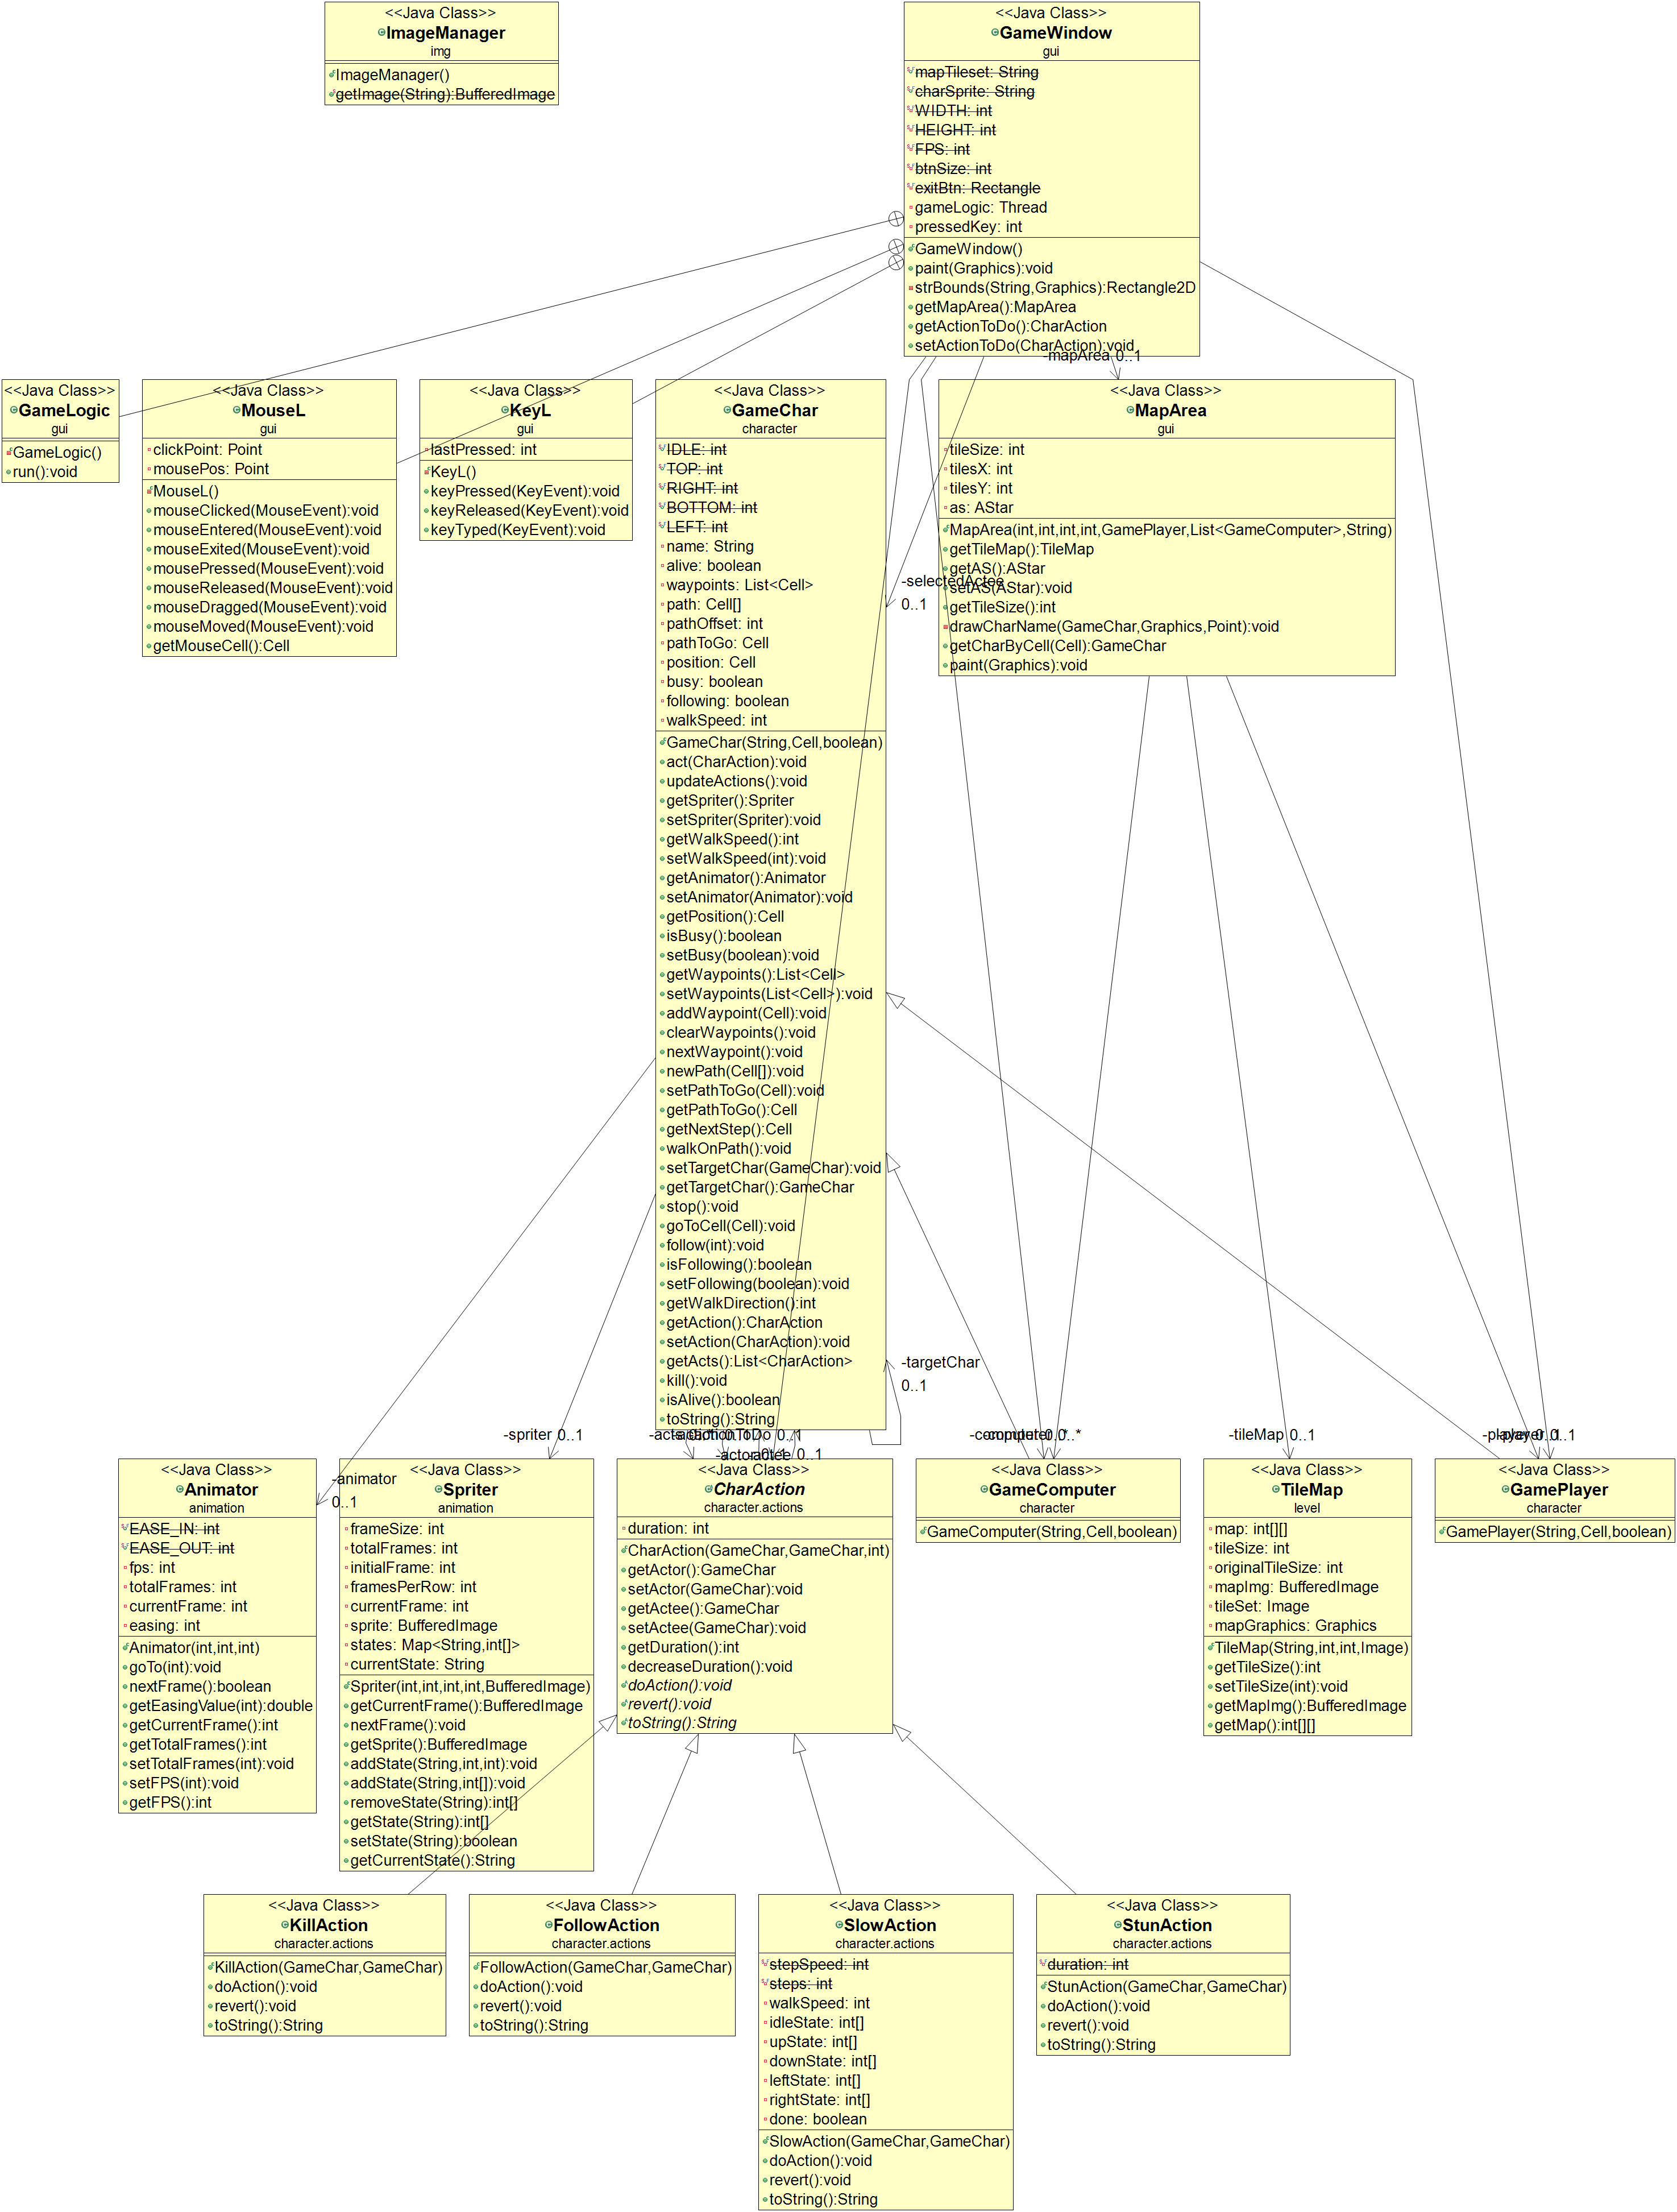 <<Java Class>>
ImageManager
img
ImageManager()
getImage(String):BufferedImage
<<Java Class>>
GameWindow
gui
mapTileset: String
charSprite: String
WIDTH: int
HEIGHT: int
FPS: int
btnSize: int
exitBtn: Rectangle
gameLogic: Thread
pressedKey: int
GameWindow()
paint(Graphics):void
strBounds(String,Graphics):Rectangle2D
getMapArea():MapArea
getActionToDo():CharAction
setActionToDo(CharAction):void
-mapArea 0..1
<<Java Class>>
GameLogic
gui
GameLogic()
run():void
<<Java Class>>
MouseL
gui
clickPoint: Point
mousePos: Point
MouseL()
mouseClicked(MouseEvent):void
mouseEntered(MouseEvent):void
mouseExited(MouseEvent):void
mousePressed(MouseEvent):void
mouseReleased(MouseEvent):void
mouseDragged(MouseEvent):void
mouseMoved(MouseEvent):void
getMouseCell():Cell
<<Java Class>>
KeyL
gui
lastPressed: int
KeyL()
keyPressed(KeyEvent):void
keyReleased(KeyEvent):void
keyTyped(KeyEvent):void
<<Java Class>>
GameChar
character
IDLE: int
TOP: int
RIGHT: int
BOTTOM: int
LEFT: int
name: String
alive: boolean
waypoints: List<Cell>
path: Cell[]
pathOffset: int
pathToGo: Cell
position: Cell
busy: boolean
following: boolean
walkSpeed: int
GameChar(String,Cell,boolean)
act(CharAction):void
updateActions():void
getSpriter():Spriter
setSpriter(Spriter):void
getWalkSpeed():int
setWalkSpeed(int):void
getAnimator():Animator
setAnimator(Animator):void
getPosition():Cell
isBusy():boolean
setBusy(boolean):void
getWaypoints():List<Cell>
setWaypoints(List<Cell>):void
addWaypoint(Cell):void
clearWaypoints():void
nextWaypoint():void
newPath(Cell[]):void
setPathToGo(Cell):void
getPathToGo():Cell
getNextStep():Cell
walkOnPath():void
setTargetChar(GameChar):void
getTargetChar():GameChar
stop():void
goToCell(Cell):void
follow(int):void
isFollowing():boolean
setFollowing(boolean):void
getWalkDirection():int
getAction():CharAction
setAction(CharAction):void
getActs():List<CharAction>
kill():void
isAlive():boolean
toString():String
-selectedActee
0..1
<<Java Class>>
MapArea
gui
tileSize: int
tilesX: int
tilesY: int
as: AStar
MapArea(int,int,int,int,GamePlayer,List<GameComputer>,String)
getTileMap():TileMap
getAS():AStar
setAS(AStar):void
getTileSize():int
drawCharName(GameChar,Graphics,Point):void
getCharByCell(Cell):GameChar
paint(Graphics):void
-targetChar
0..1
-spriter 0..1
-tileMap 0..1
-animator
0..1
<<Java Class>>
Animator
animation
EASE_IN: int
EASE_OUT: int
fps: int
totalFrames: int
currentFrame: int
easing: int
Animator(int,int,int)
goTo(int):void
nextFrame():boolean
getEasingValue(int):double
getCurrentFrame():int
getTotalFrames():int
setTotalFrames(int):void
setFPS(int):void
getFPS():int
<<Java Class>>
Spriter
animation
frameSize: int
totalFrames: int
initialFrame: int
framesPerRow: int
currentFrame: int
sprite: BufferedImage
states: Map<String,int[]>
currentState: String
Spriter(int,int,int,int,BufferedImage)
getCurrentFrame():BufferedImage
nextFrame():void
getSprite():BufferedImage
addState(String,int,int):void
addState(String,int[]):void
removeState(String):int[]
getState(String):int[]
setState(String):boolean
getCurrentState():String
<<Java Class>>
CharAction
character.actions
duration: int
CharAction(GameChar,GameChar,int)
getActor():GameChar
setActor(GameChar):void
getActee():GameChar
setActee(GameChar):void
getDuration():int
decreaseDuration():void
doAction():void
revert():void
toString():String
<<Java Class>>
GameComputer
character
GameComputer(String,Cell,boolean)
<<Java Class>>
TileMap
level
map: int[][]
tileSize: int
originalTileSize: int
mapImg: BufferedImage
tileSet: Image
mapGraphics: Graphics
TileMap(String,int,int,Image)
getTileSize():int
setTileSize(int):void
getMapImg():BufferedImage
getMap():int[][]
<<Java Class>>
GamePlayer
character
GamePlayer(String,Cell,boolean)
<<Java Class>>
KillAction
character.actions
KillAction(GameChar,GameChar)
doAction():void
revert():void
toString():String
<<Java Class>>
FollowAction
character.actions
FollowAction(GameChar,GameChar)
doAction():void
revert():void
toString():String
<<Java Class>>
SlowAction
character.actions
stepSpeed: int
steps: int
walkSpeed: int
idleState: int[]
upState: int[]
downState: int[]
leftState: int[]
rightState: int[]
done: boolean
SlowAction(GameChar,GameChar)
doAction():void
revert():void
toString():String
<<Java Class>>
StunAction
character.actions
duration: int
StunAction(GameChar,GameChar)
doAction():void
revert():void
toString():String